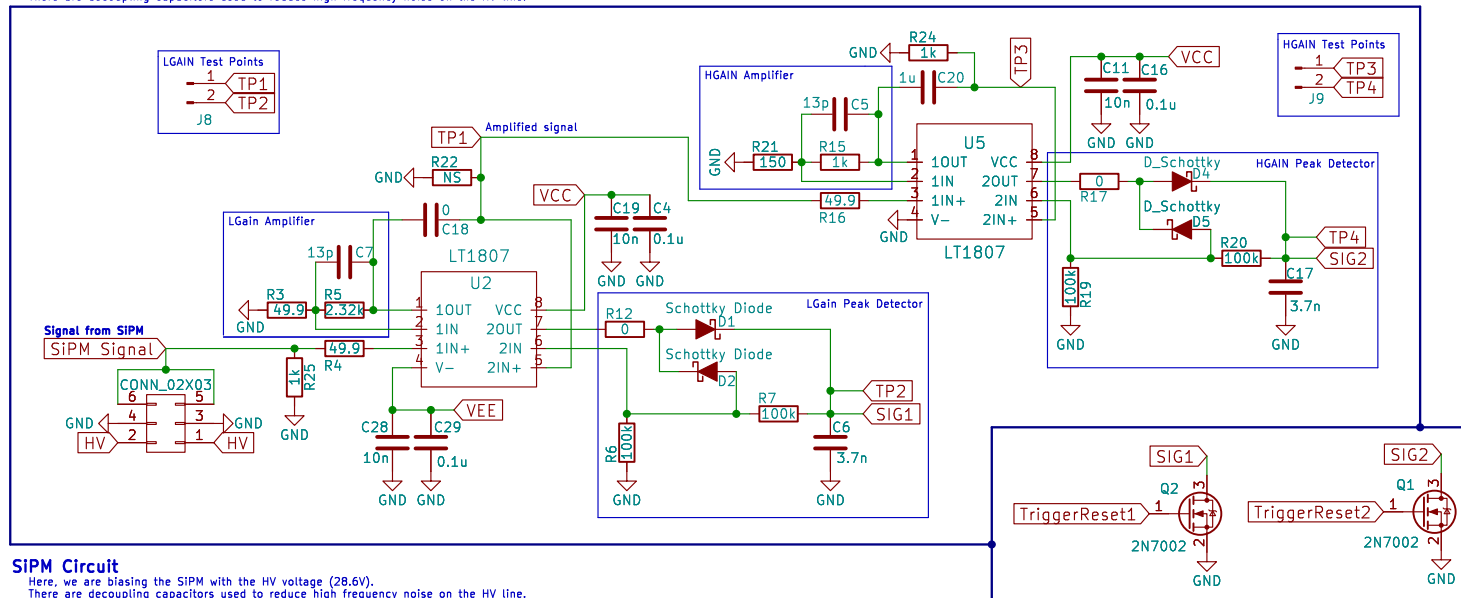 LGAIN Test Points
1
TP1
2
TP2
J8
HGAIN Test Points
1
TP3
2
TP4
J9
R24
GND
1k
TP3
HGAIN Amplifier
1u
C20
13p
C5
VCC
C11
C16
10n
0.1u
GND
GND
TP1
Amplified signal
R21
R15
GND
150
1k
49.9
R16
U5
1
1OUT
VCC
8
2
1IN
2OUT
7
3
1IN+
2IN
6
4
V-
2IN+
5
GND
LT1807
HGAIN Peak Detector
D_Schottky
D4
0
R17
D_Schottky
D5
R20
100k
TP4
SIG2
100k
R19
C17
3.7n
GND
GND
R22
GND
NS
VCC
C19
C4
10n
0.1u
GND
GND
LGain Amplifier
0
C18
13p
C7
R3
R5
49.9
2.32k
GND
LT1807
U2
1
1OUT
VCC
8
2
1IN
2OUT
7
3
1IN+
2IN
6
4
V-
2IN+
5
Signal from SiPM
SiPM Signal
49.9
R4
1k
R25
GND
CONN_02X03
6
5
GND
4
3
GND
HV
2
1
HV
VEE
C28
C29
10n
0.1u
GND
GND
LGain Peak Detector
R12
0
Schottky Diode
D1
Schottky Diode
D2
R7
100k
TP2
SIG1
R6
100k
C6
3.7n
GND
GND
SIG1
3
Q2
TriggerReset1
1
2
2N7002
GND
SIG2
3
Q1
TriggerReset2
1
2
2N7002
GND
SiPM Circuit
Here, we are biasing the SiPM with the HV voltage (28.6V).
There are decoupling capacitors used to reduce high frequency noise on the HV line.